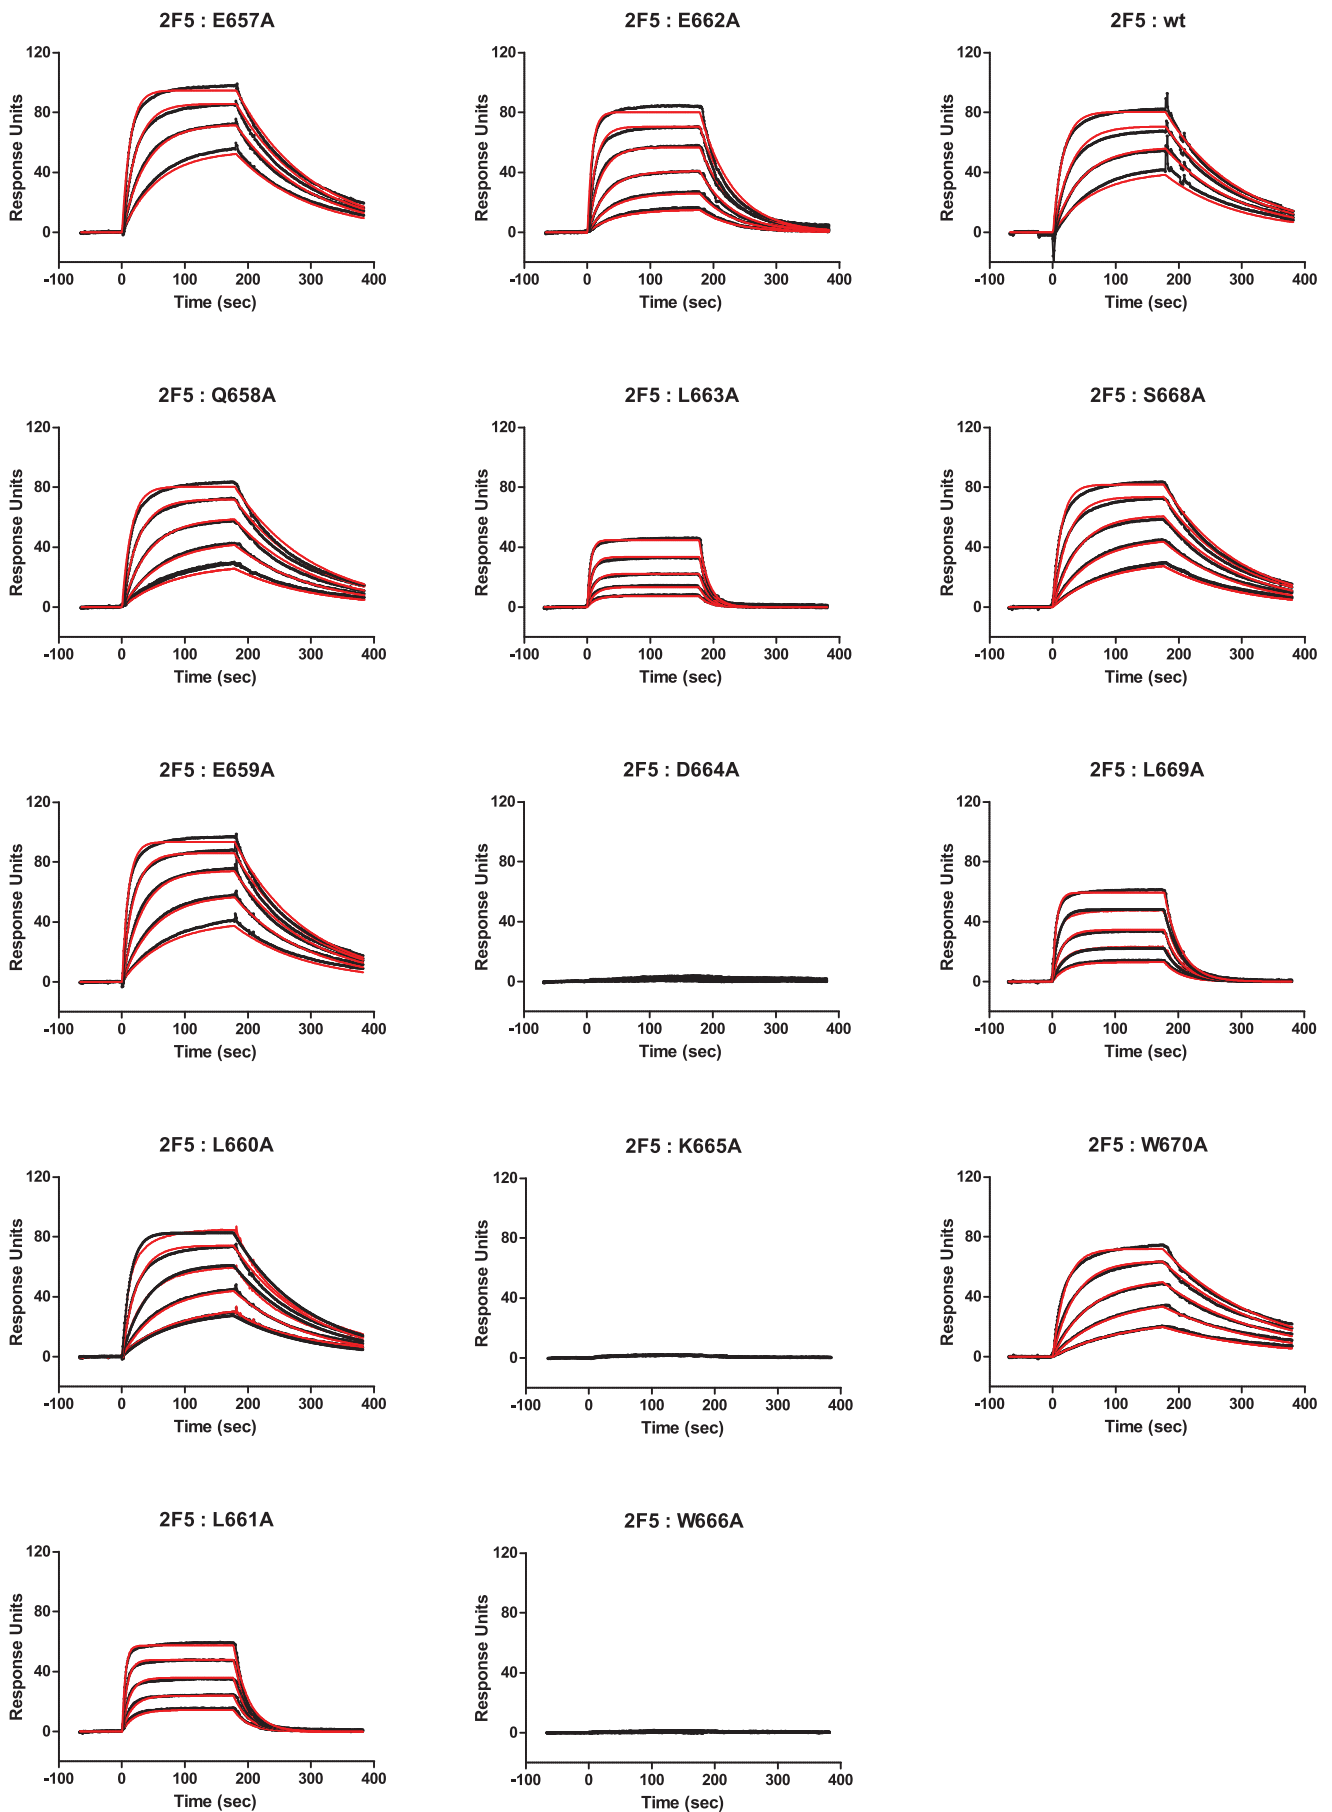 2F5 : E657A
120
80
40
0
Response Units
-100 0 100 200 300 400
Time (sec)
2F5 : E662A
120
80
40
0
Response Units
-100 0 100 200 300 400
Time (sec)
2F5 : wt
120
80
40
0
Response Units
-100 0 100 200 300 400
Time (sec)
2F5 : Q658A
120
80
40
0
Response Units
-100 0 100 200 300 400
Time (sec)
2F5 : L663A
120
80
40
0
Response Units
-100 0 100 200 300 400
Time (sec)
2F5 : S668A
120
80
40
0
Response Units
-100 0 100 200 300 400
Time (sec)
2F5 : E659A
120
80
40
0
Response Units
-100 0 100 200 300 400
Time (sec)
2F5 : D664A
120
80
40
0
Response Units
-100 0 100 200 300 400
Time (sec)
2F5 : L669A
120
80
40
0
Response Units
-100 0 100 200 300 400
Time (sec)
2F5 : L660A
120
80
40
0
Response Units
-100 0 100 200 300 400
Time (sec)
2F5 : K665A
120
80
40
0
Response Units
-100 0 100 200 300 400
Time (sec)
2F5 : W670A
120
80
40
0
Response Units
-100 0 100 200 300 400
Time (sec)
2F5 : L661A
120
80
40
0
Response Units
-100 0 100 200 300 400
Time (sec)
2F5 : W666A
120
80
40
0
Response Units
-100 0 100 200 300 400
Time (sec)